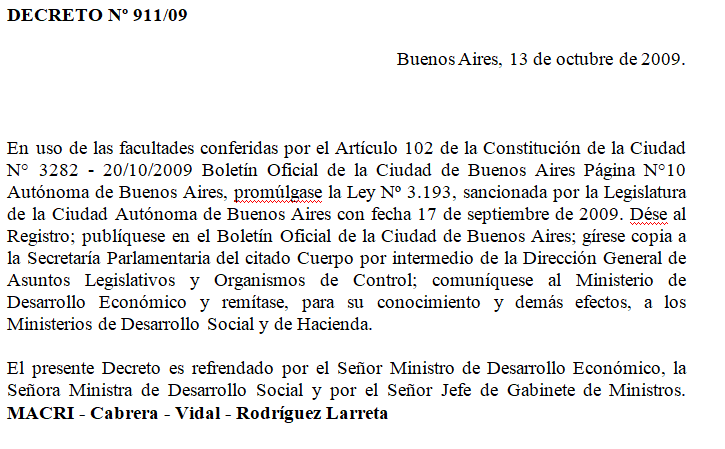 DECRETO Nº 911/09
Buenos Aires, 13 de octubre de 2009.
En uso de las facultades conferidas por el Artículo 102 de la Constitución de la Ciudad
N° 3282 - 20/10/2009 Boletín Oficial de la Ciudad de Buenos Aires Página N°10
Autónoma de Buenos Aires, promúlgase la Ley Nº 3.193, sancionada por la Legislatura
de la Ciudad Autónoma de Buenos Aires con fecha 17 de septiembre de 2009. Dése al
Registro; publíquese en el Boletín Oficial de la Ciudad de Buenos Aires; gírese copia a
la Secretaría Parlamentaria del citado Cuerpo por intermedio de la Dirección General de
Asuntos Legislativos y Organismos de Control; comuníquese al Ministerio de
Desarrollo Económico y remítase, para su conocimiento y demás efectos, a los
Ministerios de Desarrollo Social y de Hacienda.
El presente Decreto es refrendado por el Señor Ministro de Desarrollo Económico, la
Señora Ministra de Desarrollo Social y por el Señor Jefe de Gabinete de Ministros.
MACRI - Cabrera - Vidal - Rodríguez Larreta